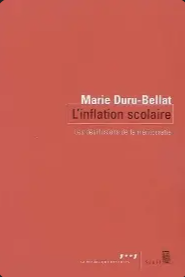 Marie Duru-Bellat
L'inflation scolaire
Les désillusions de la méritocratie